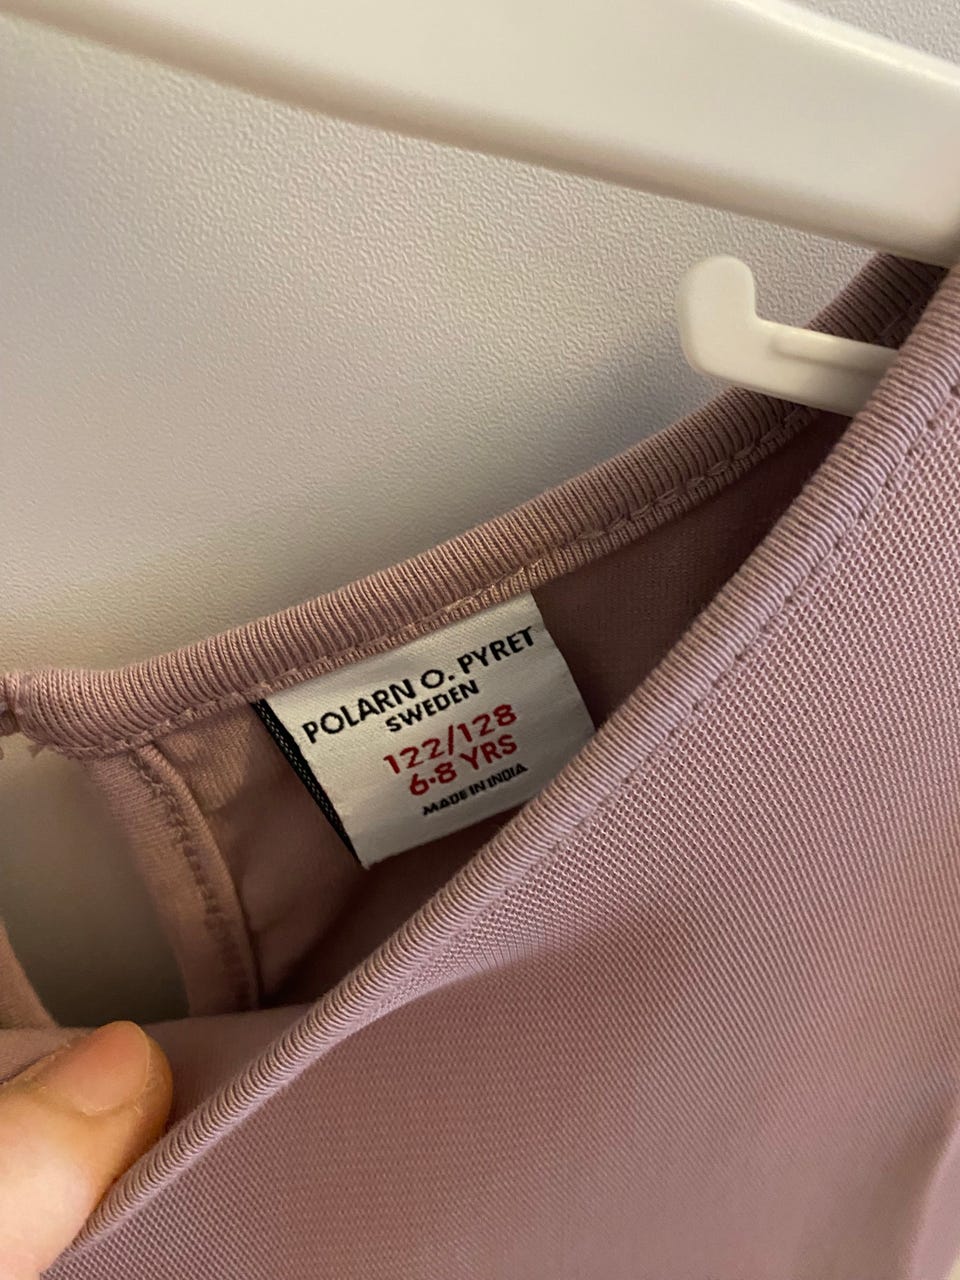 POLARN O. PYRET
SWEDEN
122/128
6-8 YRS
MADE IN INDIA